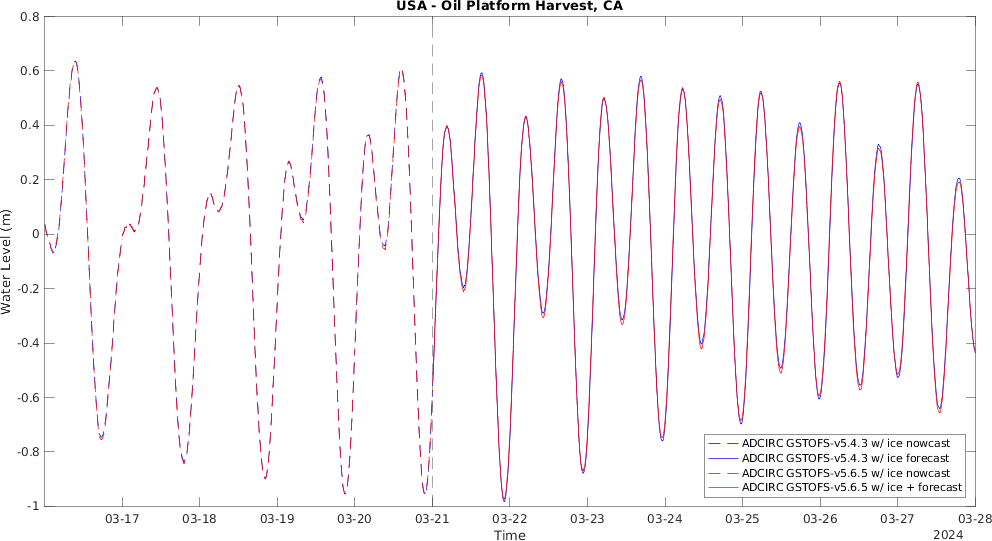 USA - Oil Platform Harvest, CA
0.8
0.6
0.4
0.2
0
-0.2
-0.4
-0.6
-0.8
-1
Water Level (m)
03-17 03-18 03-19 03-20 03-21 03-22 03-23 03-24 03-25 03-26 03-27 03-28
Time
2024
ADCIRC GSTOFS-v5.4.3 w/ ice nowcast
ADCIRC GSTOFS-v5.4.3 w/ ice forecast
ADCIRC GSTOFS-v5.6.5 w/ ice nowcast
ADCIRC GSTOFS-v5.6.5 w/ ice + forecast